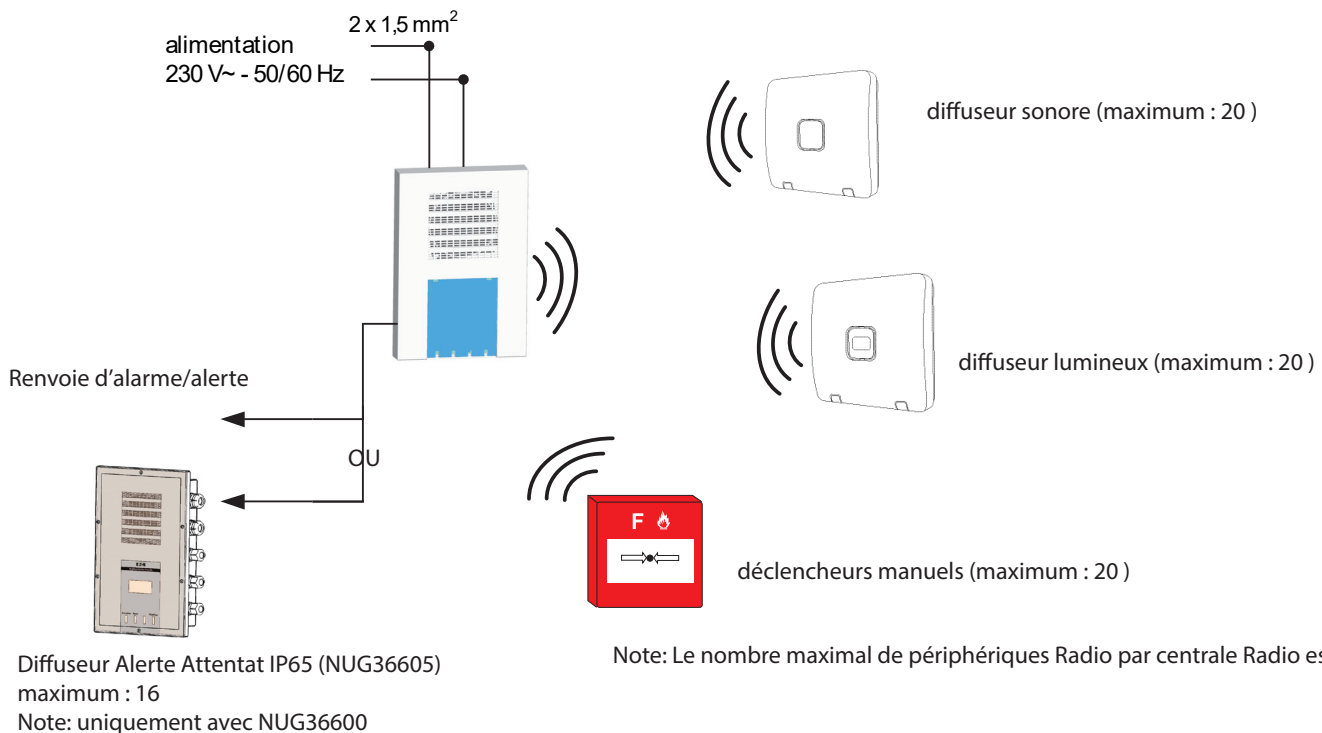 2 x 1,5 mm²
alimentation
230 V~ - 50/60 Hz
diffuseur sonore (maximum : 20 )
diffuseur lumineux (maximum : 20 )
Renvoie d'alarme/alerte
OU
F
déclencheurs manuels (maximum : 20 )
Diffuseur Alerte Attentat IP65 (NUG36605)
maximum : 16
Note: uniquement avec NUG36600
Note: Le nombre maximal de périphériques Radio par centrale Radio